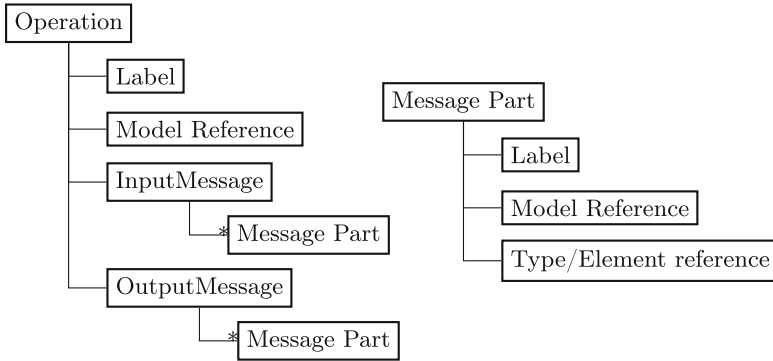 Operation
Label
Model Reference
InputMessage
* Message Part
OutputMessage
* Message Part
Message Part
Label
Model Reference
Type/Element reference